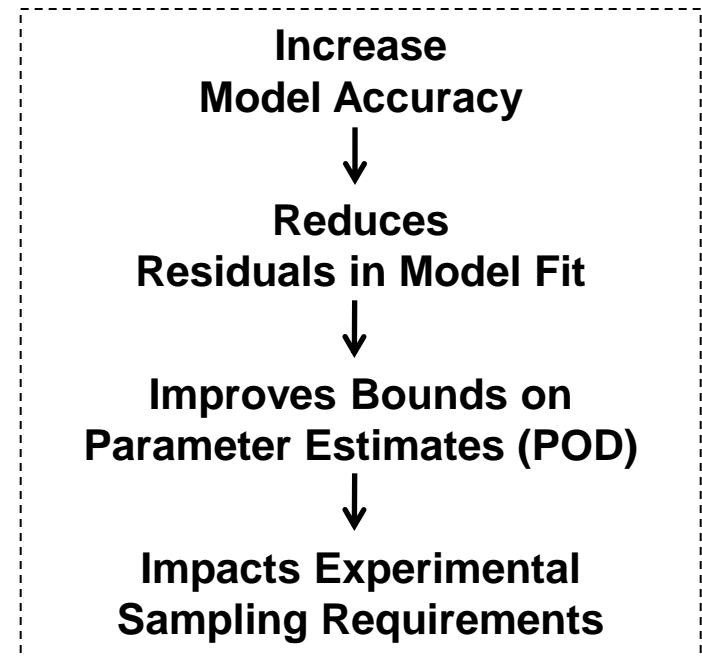 Increase
Model Accuracy
Reduces
Residuals in Model Fit
Improves Bounds on
Parameter Estimates (POD)
Impacts Experimental
Sampling Requirements